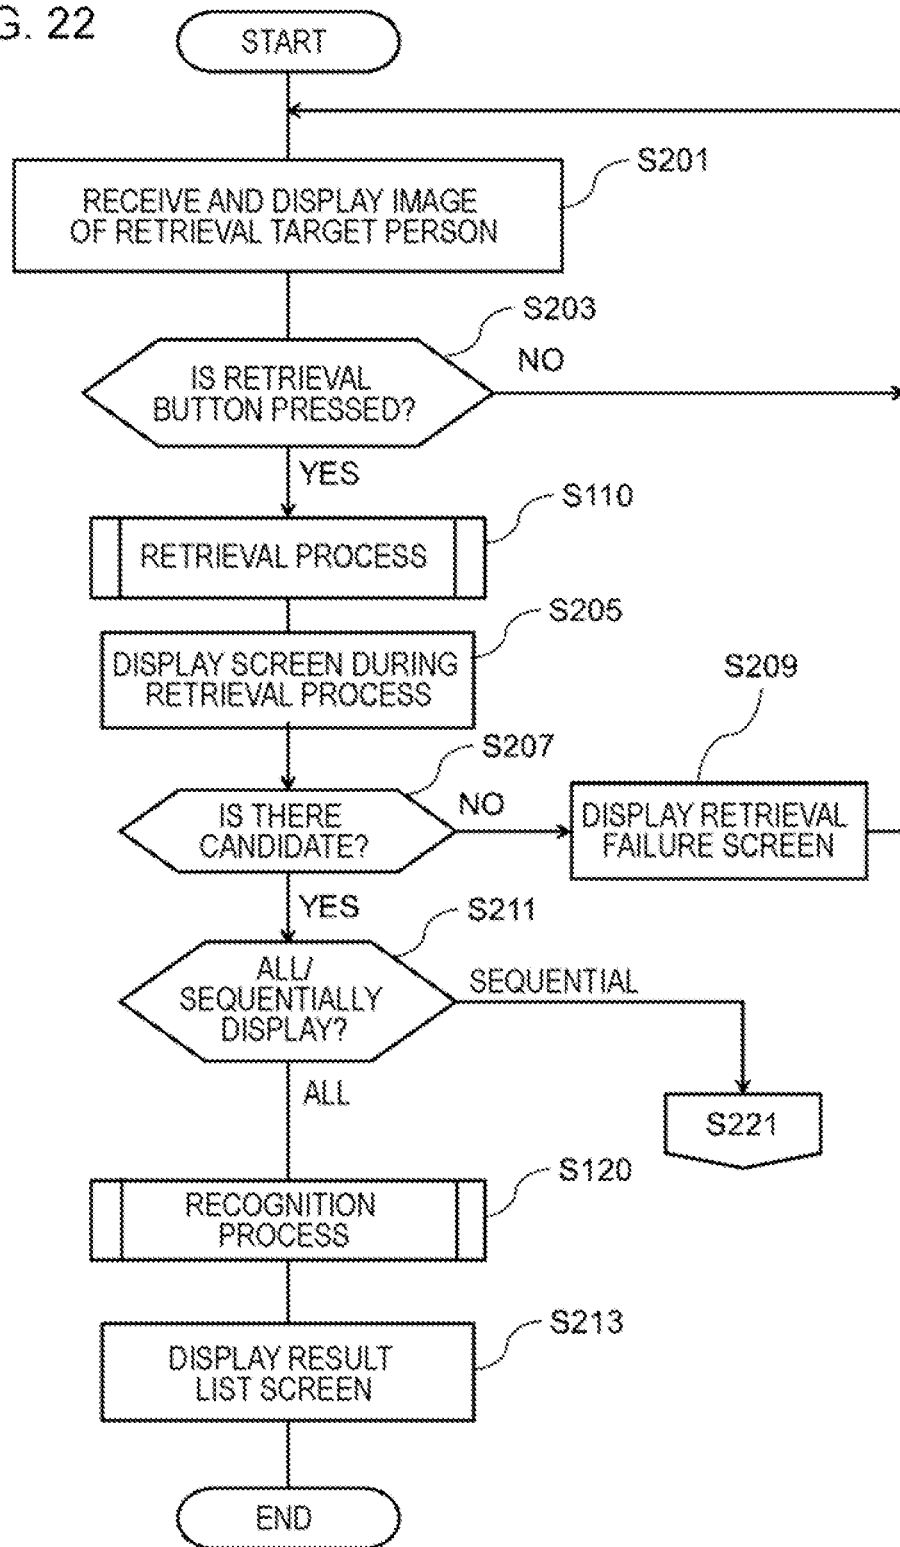 G. 22
START
S201
RECEIVE AND DISPLAY IMAGE
OF RETRIEVAL TARGET PERSON
S203
IS RETRIEVAL
BUTTON PRESSED?
NO
YES
S110
RETRIEVAL PROCESS
S205
DISPLAY SCREEN DURING
RETRIEVAL PROCESS
S209
S207
IS THERE
CANDIDATE?
NO
DISPLAY RETRIEVAL
FAILURE SCREEN
YES
S211
ALL/
SEQUENTIALLY
DISPLAY?
SEQUENTIAL
ALL
S221
S120
RECOGNITION
PROCESS
S213
DISPLAY RESULT
LIST SCREEN
END